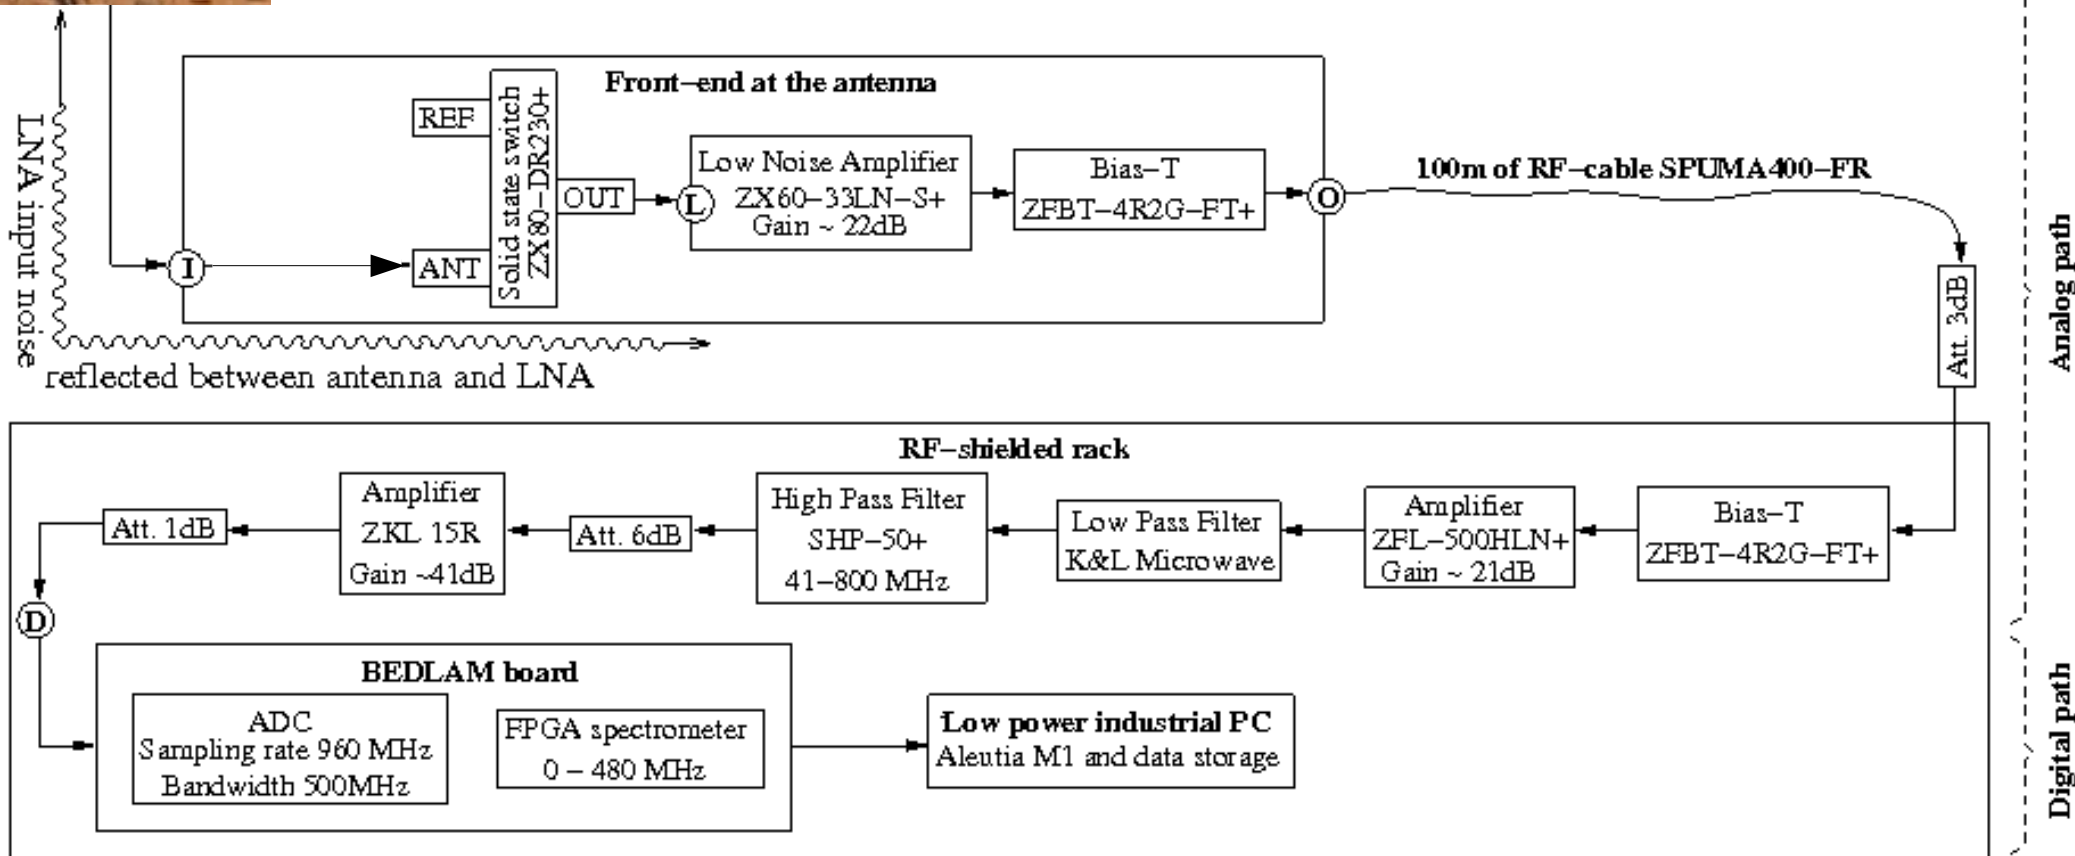 LNA input noise
reflected between antenna and LNA
Front–end at the antenna
REF
ANT
Solid state switch
ZX80–DR230+
OUT
I
L
Low Noise Amplifier
ZX60–33LN–S+
Gain ~ 22dB
Bias–T
ZFBT–4R2G–FT+
O
100m of RF–cable SPUMA400–FR
Att. 3dB
Analog path
RF–shielded rack
Bias–T
ZFBT–4R2G–FT+
Amplifier
ZFL–500HLN+
Gain ~ 21dB
Low Pass Filter
K&L Microwave
High Pass Filter
SHP–50+
41–800 MHz
Att. 6dB
Amplifier
ZKL 15R
Gain ~41dB
Att. 1dB
D
BEDLAM board
ADC
Sampling rate 960 MHz
Bandwidth 500MHz
FPGA spectrometer
0 – 480 MHz
Low power industrial PC
Aleutia M1 and data storage
Digital path